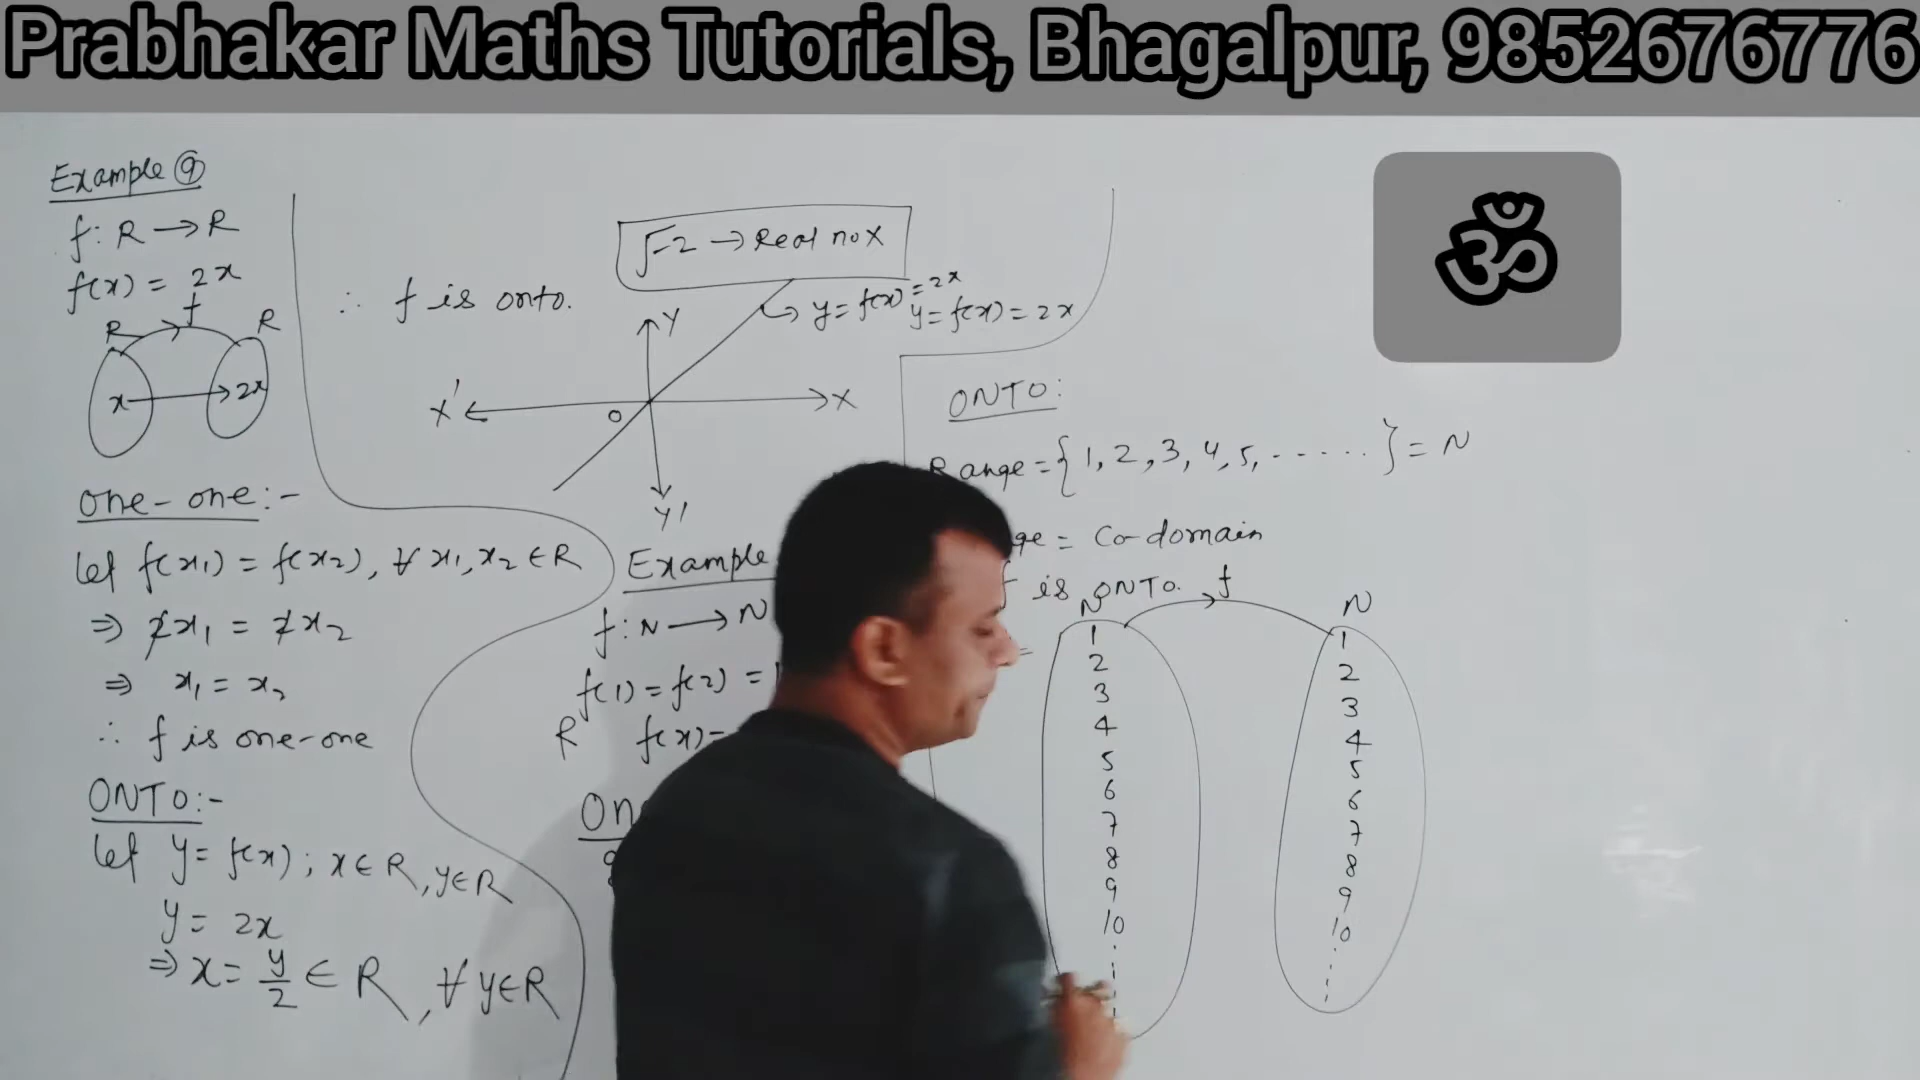 Prabhakar Maths Tutorials, Bhagalpur, 9852676776
ॐ
Example ⑨
f: R → R
f(x) = 2x
f
R R
x → 2x
one-one:-
Let f(x₁) = f(x₂), ∀ x₁, x₂ ∈ R
⇒ 2x₁ = 2x₂
⇒ x₁ = x₂
∴ f is one-one
ONTO:-
Let y = f(x); x ∈ R, y ∈ R
y = 2x
⇒ x = y/2 ∈ R, ∀ y ∈ R
∴ f is onto.
√-2 → Real no X
y = f(x) = 2x
y = f(x) = 2x
Y
X' O X
Y'
Example
f: N → N
f(1) = f(2) =
R f(x) =
On
ONTO:
Range = {1, 2, 3, 4, 5, ......} = N
ge = Co-domain
f is ONTO.
f
N N
1 1
2 2
3 3
4 4
5 5
6 6
7 7
8 8
9 9
10 10